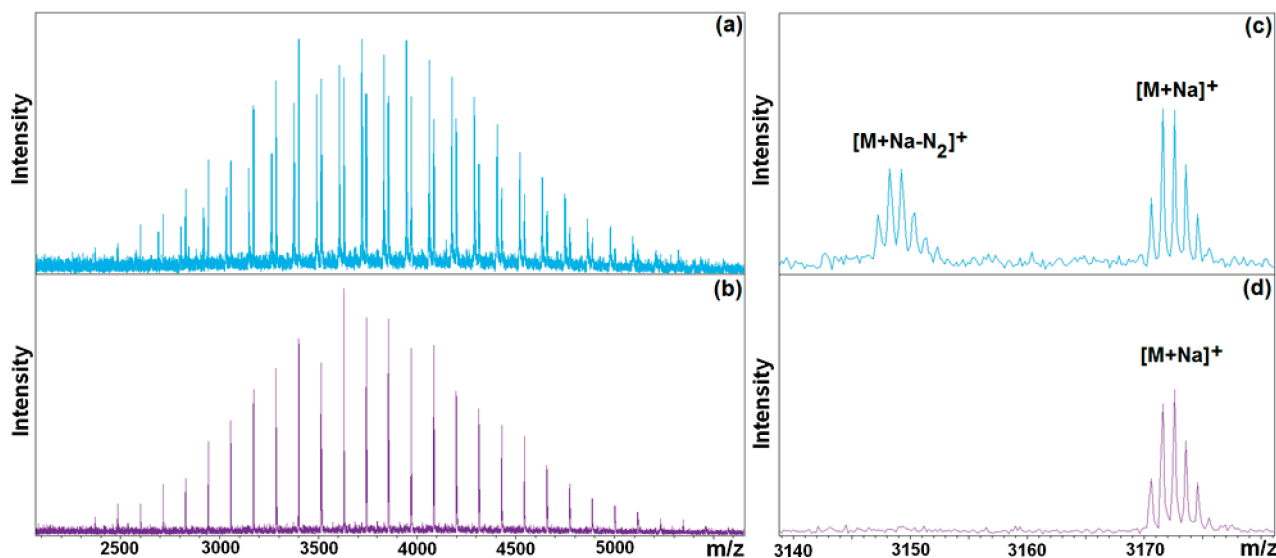 (a)
Intensity
(b)
Intensity
2500 3000 3500 4000 4500 5000 m/z
(c)
Intensity
[M+Na-N₂]⁺
[M+Na]⁺
(d)
Intensity
[M+Na]⁺
3140 3150 3160 3170 m/z